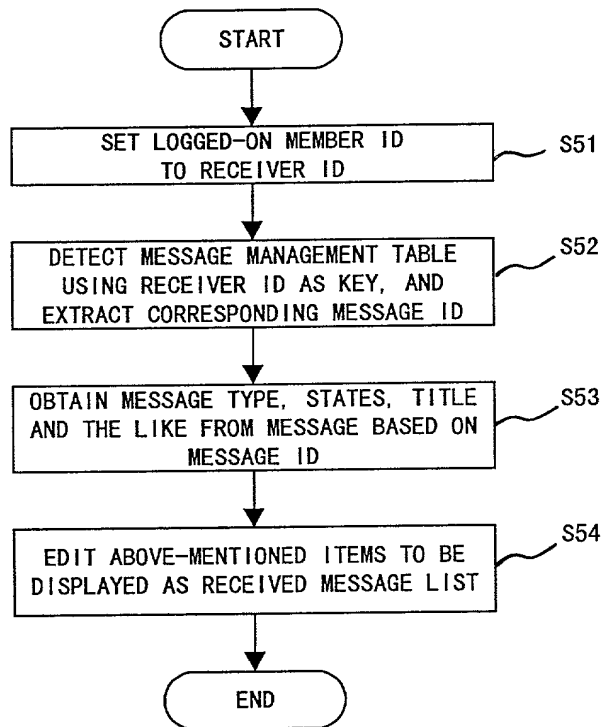 START
SET LOGGED-ON MEMBER ID
TO RECEIVER ID
S51
DETECT MESSAGE MANAGEMENT TABLE
USING RECEIVER ID AS KEY, AND
EXTRACT CORRESPONDING MESSAGE ID
S52
OBTAIN MESSAGE TYPE, STATES, TITLE
AND THE LIKE FROM MESSAGE BASED ON
MESSAGE ID
S53
EDIT ABOVE-MENTIONED ITEMS TO BE
DISPLAYED AS RECEIVED MESSAGE LIST
S54
END